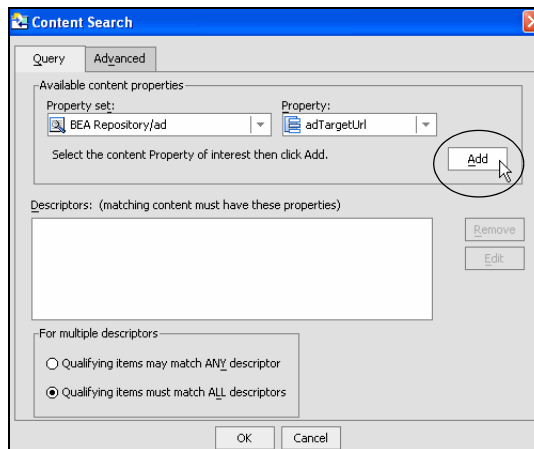 Content Search
Query Advanced
Available content properties
Property set: Property:
BEA Repository/ad adTargetUrl
Select the content Property of interest then click Add.
Add
Descriptors: (matching content must have these properties)
Remove
Edit
For multiple descriptors
Qualifying items may match ANY descriptor
Qualifying items must match ALL descriptors
OK Cancel